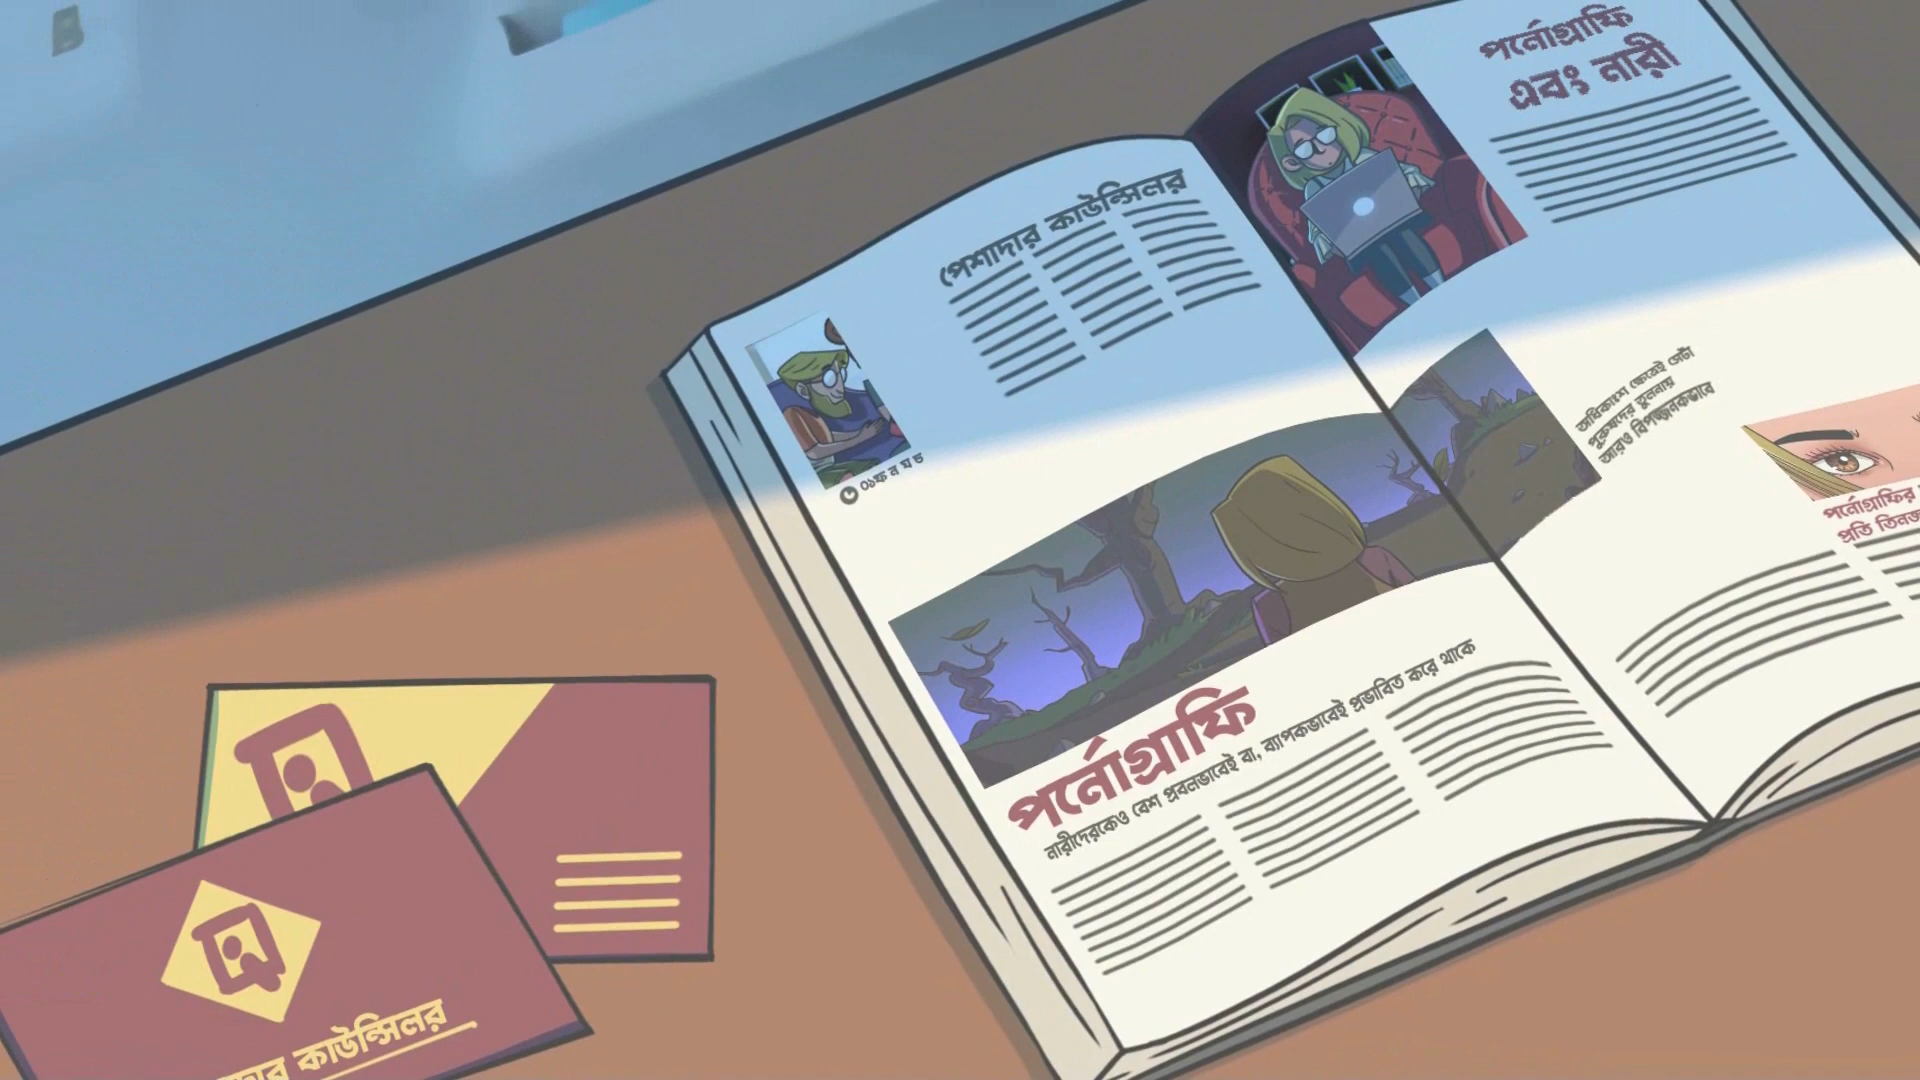 পেশাদার কাউন্সিলর
পর্নোগ্রাফি
নারীদেরকেও বেশ প্রবলভাবেই বা, ব্যাপকভাবেই প্রভাবিত করে থাকে
পর্নোগ্রাফি
এবং নারী
অধিকাংশ ক্ষেত্রেই সেটা
পুরুষদের তুলনায়
আরও বিপজ্জনকভাবে
পর্নোগ্রাফির
প্রতি
কাউন্সিলর